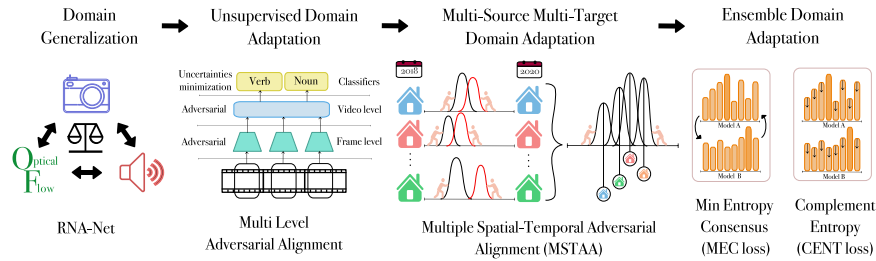 Domain
Generalization
Unsupervised Domain
Adaptation
Multi-Source Multi-Target
Domain Adaptation
Ensemble Domain
Adaptation
Optical
Flow
RNA-Net
Uncertainties
minimization
Verb
Noun
Classifiers
Adversarial
Video level
Adversarial
Frame level
Multi Level
Adversarial Alignment
2018
2020
Multiple Spatial-Temporal Adversarial
Alignment (MSTAA)
Model A
Model B
Min Entropy
Consensus
(MEC loss)
Model A
Model B
Complement
Entropy
(CENT loss)